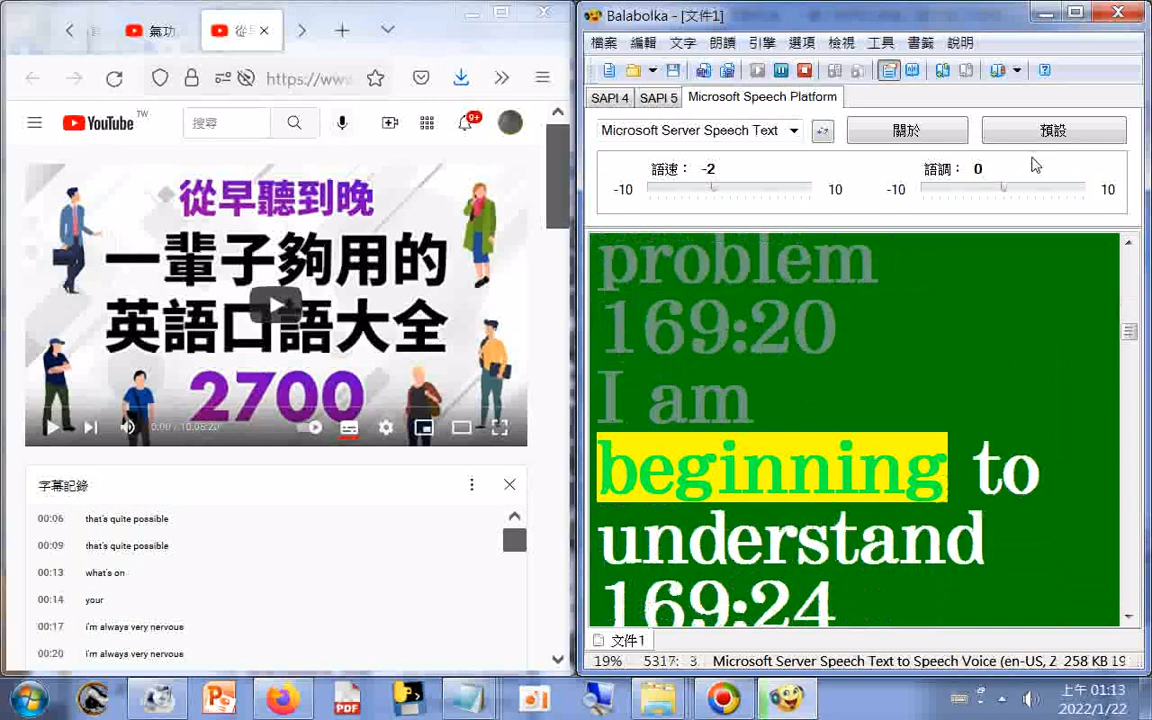 氣功
從
https://www
YouTube
TW
搜尋
9+
從早聽到晚
一輩子夠用的
英語口語大全
2700
0:00 / 10:05:20
字幕記錄
00:06 that's quite possible
00:09 that's quite possible
00:13 what's on
00:14 your
00:17 i'm always very nervous
00:20 i'm always very nervous
Balabolka - [文件1]
檔案 編輯 文字 朗讀 引擎 選項 檢視 工具 書籤 說明
SAPI 4 SAPI 5 Microsoft Speech Platform
Microsoft Server Speech Text 關於 預設
語速： -2 語調： 0
-10 10 -10 10
problem
169:20
I am
beginning to
understand
169:24
文件1
19% 5317: 3 Microsoft Server Speech Text to Speech Voice (en-US, Z 258 KB 19
PDF
上午 01:13
2022/1/22